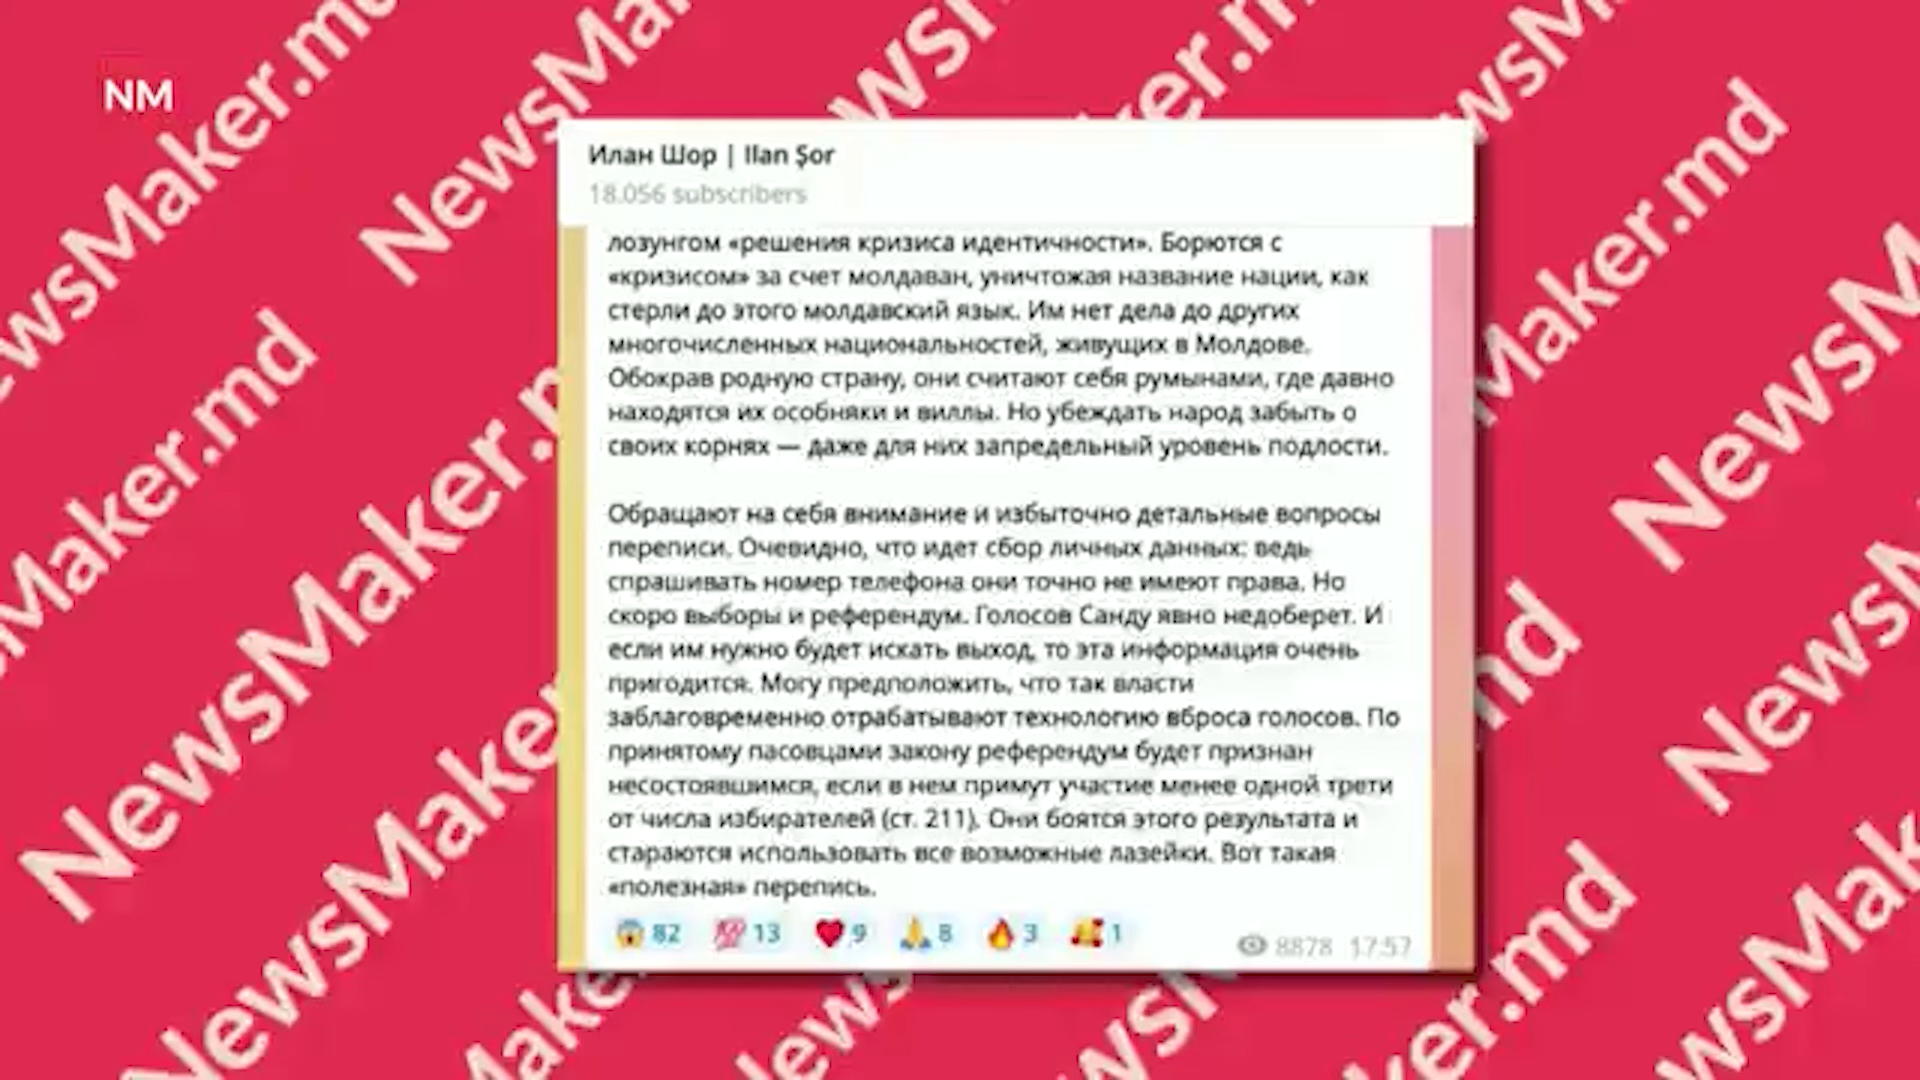 NM
Илан Шор | Ilan Şor
18.056 subscribers
лозунгом «решения кризиса идентичности». Борются с
«кризисом» за счет молдаван, уничтожая название нации, как
стерли до этого молдавский язык. Им нет дела до других
многочисленных национальностей, живущих в Молдове.
Обокрав родную страну, они считают себя румынами, где давно
находятся их особняки и виллы. Но убеждать народ забыть о
своих корнях — даже для них запредельный уровень подлости.
Обращают на себя внимание и избыточно детальные вопросы
переписи. Очевидно, что идет сбор личных данных: ведь
спрашивать номер телефона они точно не имеют права. Но
скоро выборы и референдум. Голосов Санду явно недоберет. И
если им нужно будет искать выход, то эта информация очень
пригодится. Могу предположить, что так власти
заблаговременно отрабатывают технологию вброса голосов. По
принятому пасовцами закону референдум будет признан
несостоявшимся, если в нем примут участие менее одной трети
от числа избирателей (ст. 211). Они боятся этого результата и
стараются использовать все возможные лазейки. Вот такая
«полезная» перепись.
82 13 9 8 3 1
8878 17:57
NewsMaker.md
NewsMaker.md
NewsMaker.md
NewsMaker.md